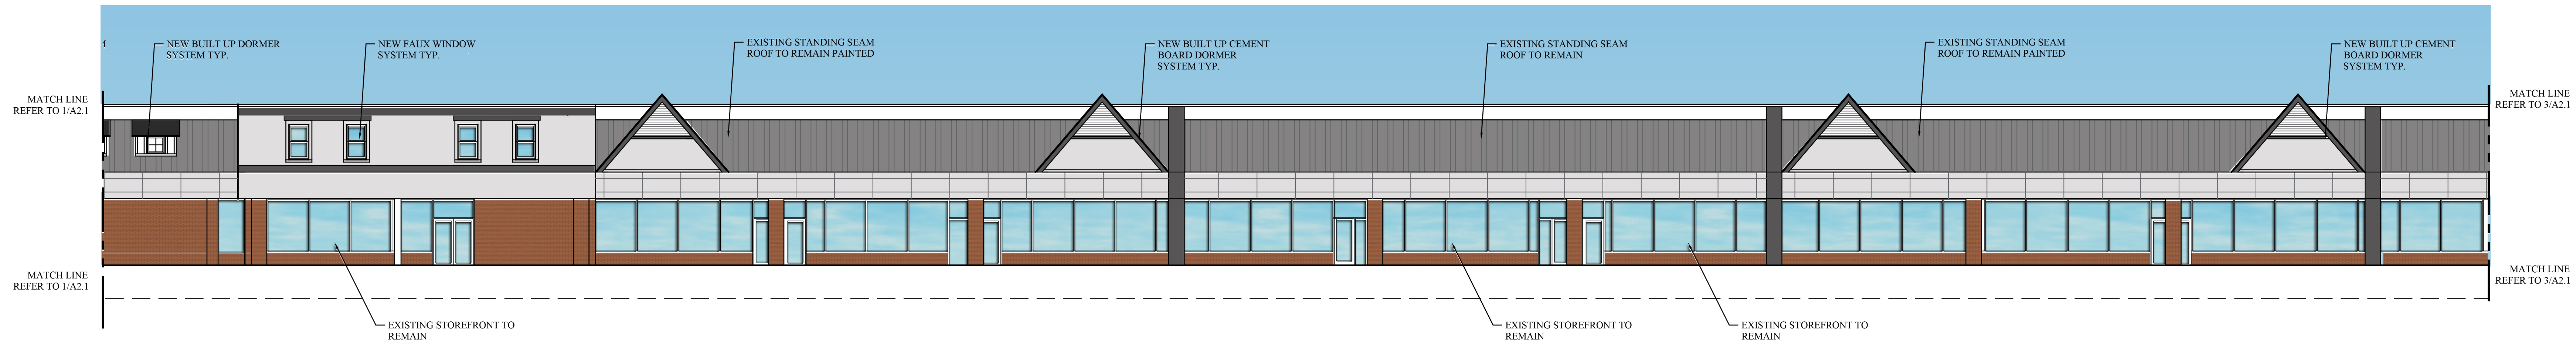 1
NEW BUILT UP DORMER
SYSTEM TYP.
NEW FAUX WINDOW
SYSTEM TYP.
EXISTING STANDING SEAM
ROOF TO REMAIN PAINTED
NEW BUILT UP CEMENT
BOARD DORMER
SYSTEM TYP.
EXISTING STANDING SEAM
ROOF TO REMAIN
EXISTING STANDING SEAM
ROOF TO REMAIN PAINTED
NEW BUILT UP CEMENT
BOARD DORMER
SYSTEM TYP.
MATCH LINE
REFER TO 1/A2.1
MATCH LINE
REFER TO 3/A2.1
MATCH LINE
REFER TO 1/A2.1
MATCH LINE
REFER TO 3/A2.1
EXISTING STOREFRONT TO
REMAIN
EXISTING STOREFRONT TO
REMAIN
EXISTING STOREFRONT TO
REMAIN